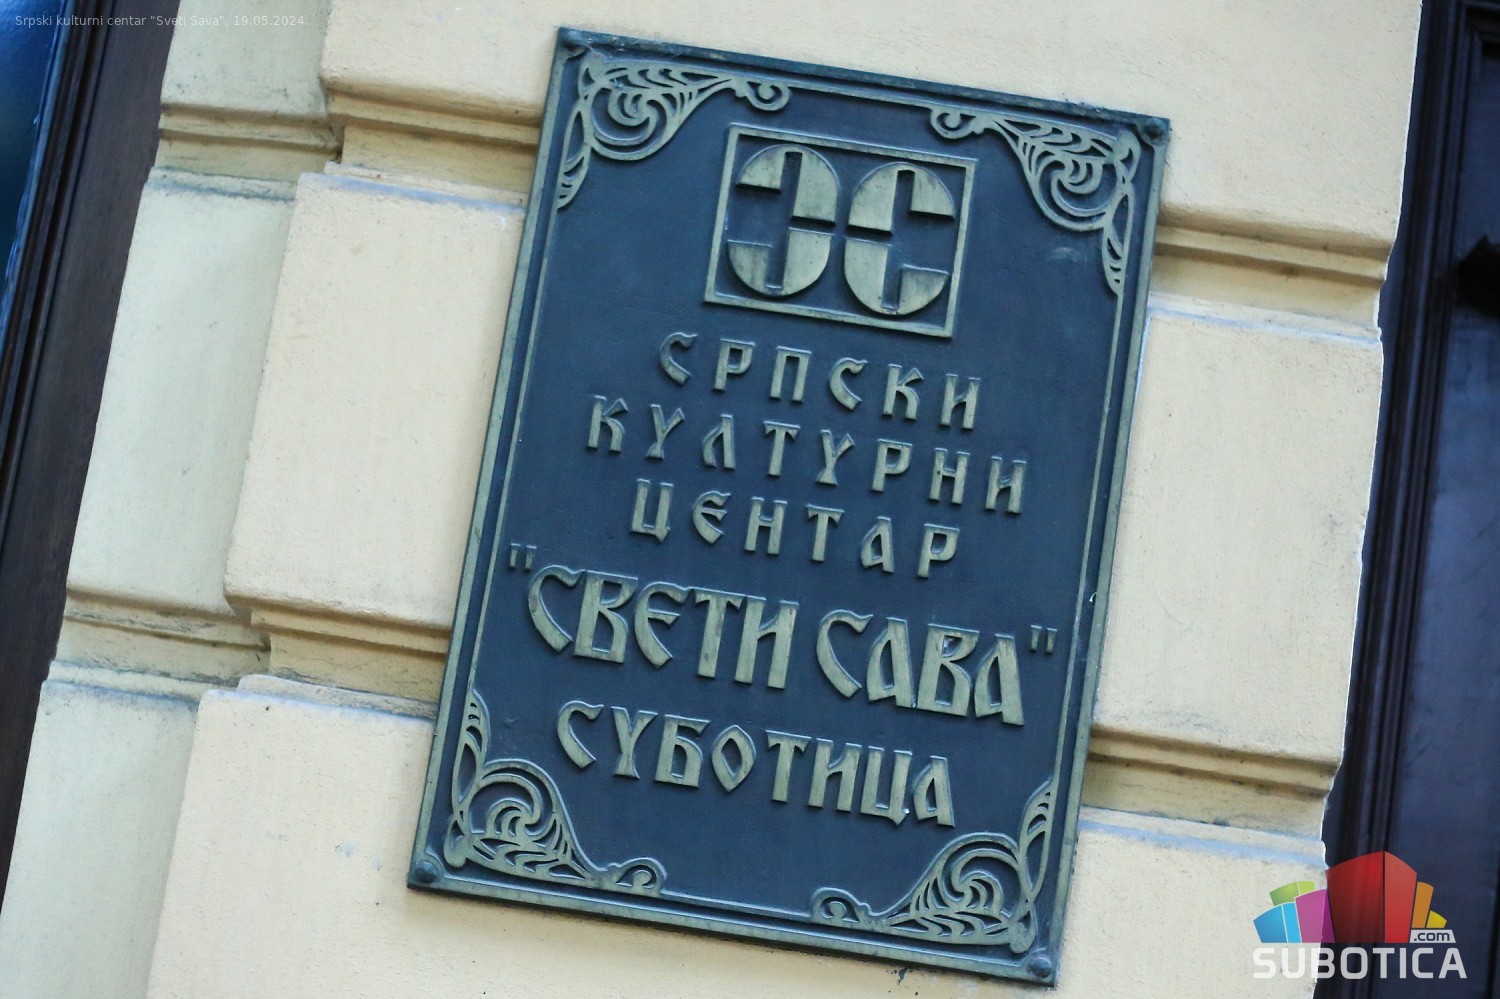 Srpski kulturni centar "Sveti Sava", 19.05.2024.
СРПСКИ
КУЛТУРНИ
ЦЕНТАР
"СВЕТИ САВА"
СУБОТИЦА
.com
SUBOTICA